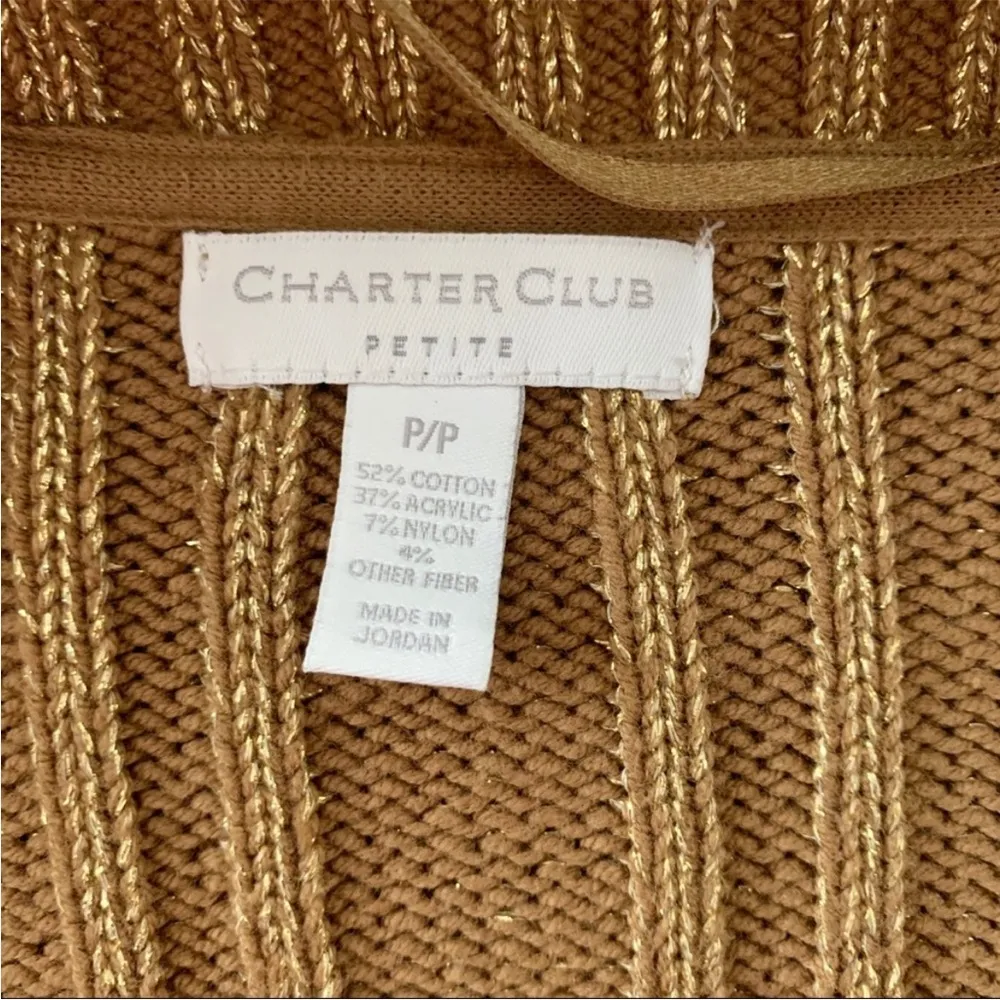 CHARTER CLUB
PETITE
P/P
52% COTTON
37% ACRYLIC
7% NYLON
4%
OTHER FIBER
MADE IN
JORDAN